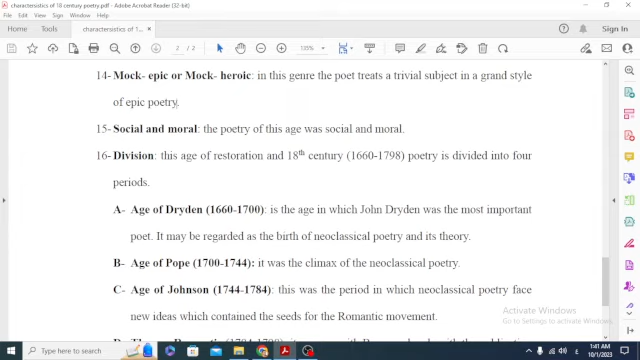 charactersistics of 18 century poetry.pdf - Adobe Acrobat Reader (32-bit)
File Edit View Sign Window Help
Home Tools charactersistics of 1... Sign In
2 / 2 135%
14- Mock- epic or Mock- heroic: in this genre the poet treats a trivial subject in a grand style
of epic poetry.
15- Social and moral: the poetry of this age was social and moral.
16- Division: this age of restoration and 18th century (1660-1798) poetry is divided into four
periods.
A- Age of Dryden (1660-1700): is the age in which John Dryden was the most important
poet. It may be regarded as the birth of neoclassical poetry and its theory.
B- Age of Pope (1700-1744): it was the climax of the neoclassical poetry.
C- Age of Johnson (1744-1784): this was the period in which neoclassical poetry face
new ideas which contained the seeds for the Romantic movement.
Activate Windows
Go to Settings to activate Windows.
1:41 AM
10/1/2023